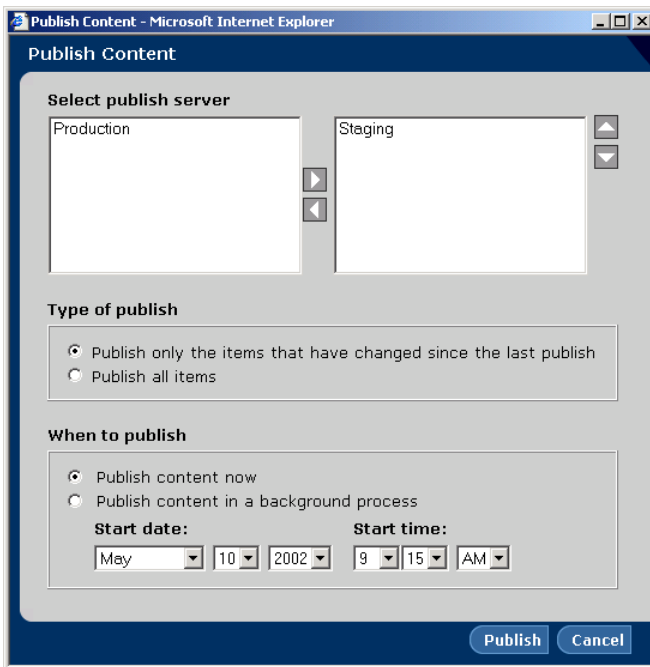 Publish Content - Microsoft Internet Explorer
Publish Content
Select publish server
Production
Staging
Type of publish
Publish only the items that have changed since the last publish
Publish all items
When to publish
Publish content now
Publish content in a background process
Start date: Start time:
May 10 2002 9 15 AM
Publish Cancel